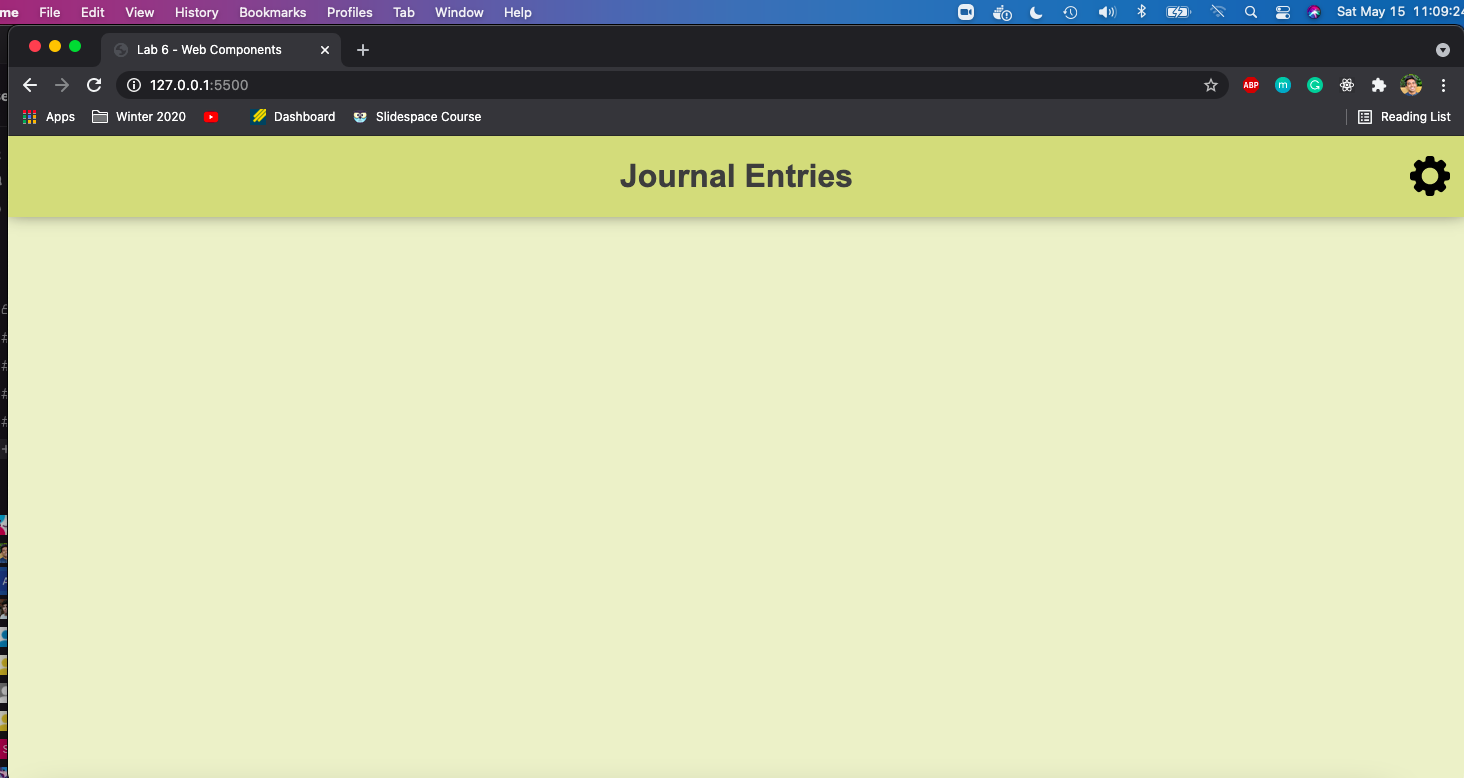 me File Edit View History Bookmarks Profiles Tab Window Help Sat May 15 11:09:24
Lab 6 - Web Components
127.0.0.1:5500 ABP m G
Apps Winter 2020 Dashboard Slidespace Course Reading List
Journal Entries